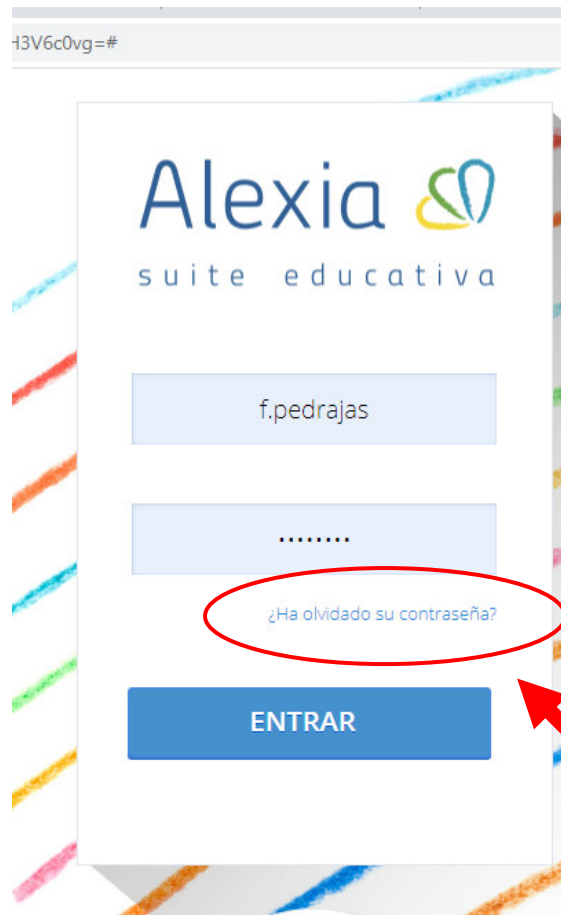 H3V6c0vg=#
Alexia
suite educativa
f.pedrajas
........
¿Ha olvidado su contraseña?
ENTRAR